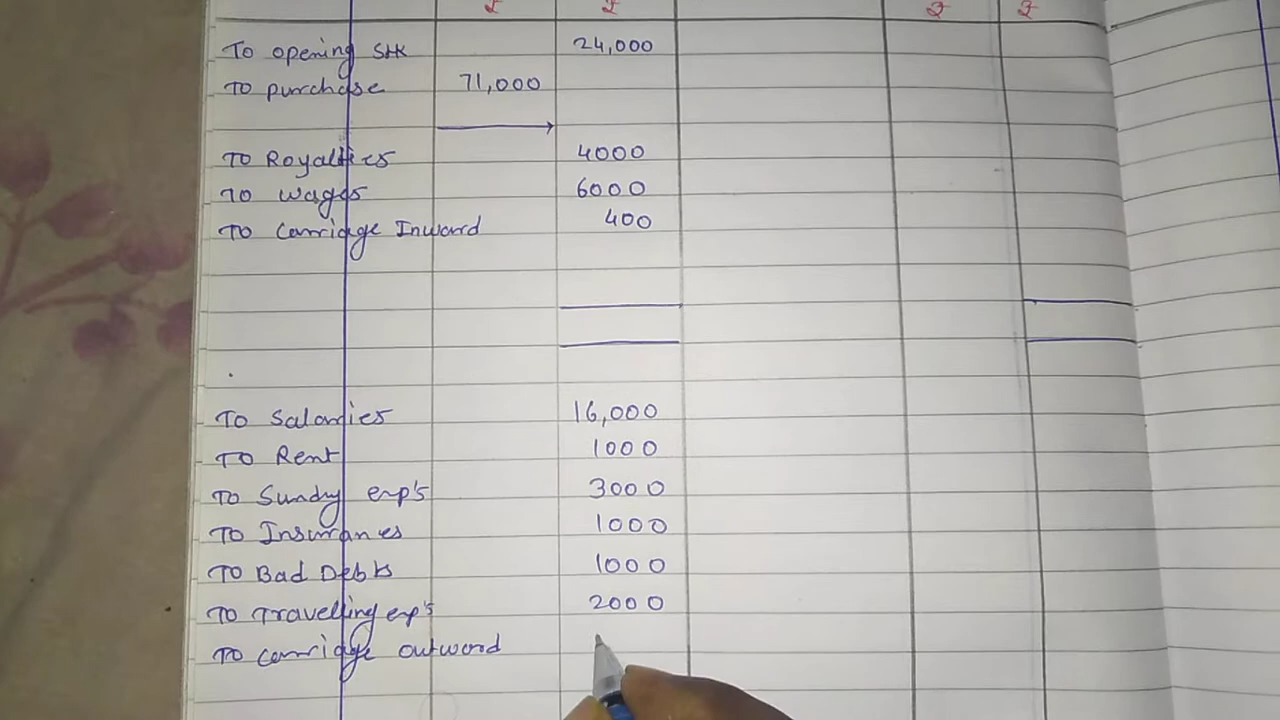 ₹ ₹ ₹ ₹
To opening stk 24,000
To purchase 71,000
To Royalties 4000
To wages 6000
To Carriage Inward 400
To Salaries 16,000
To Rent 1000
To Sundry exp's 3000
To Insurances 1000
To Bad Debts 1000
To Travelling exp's 2000
To carriage outword